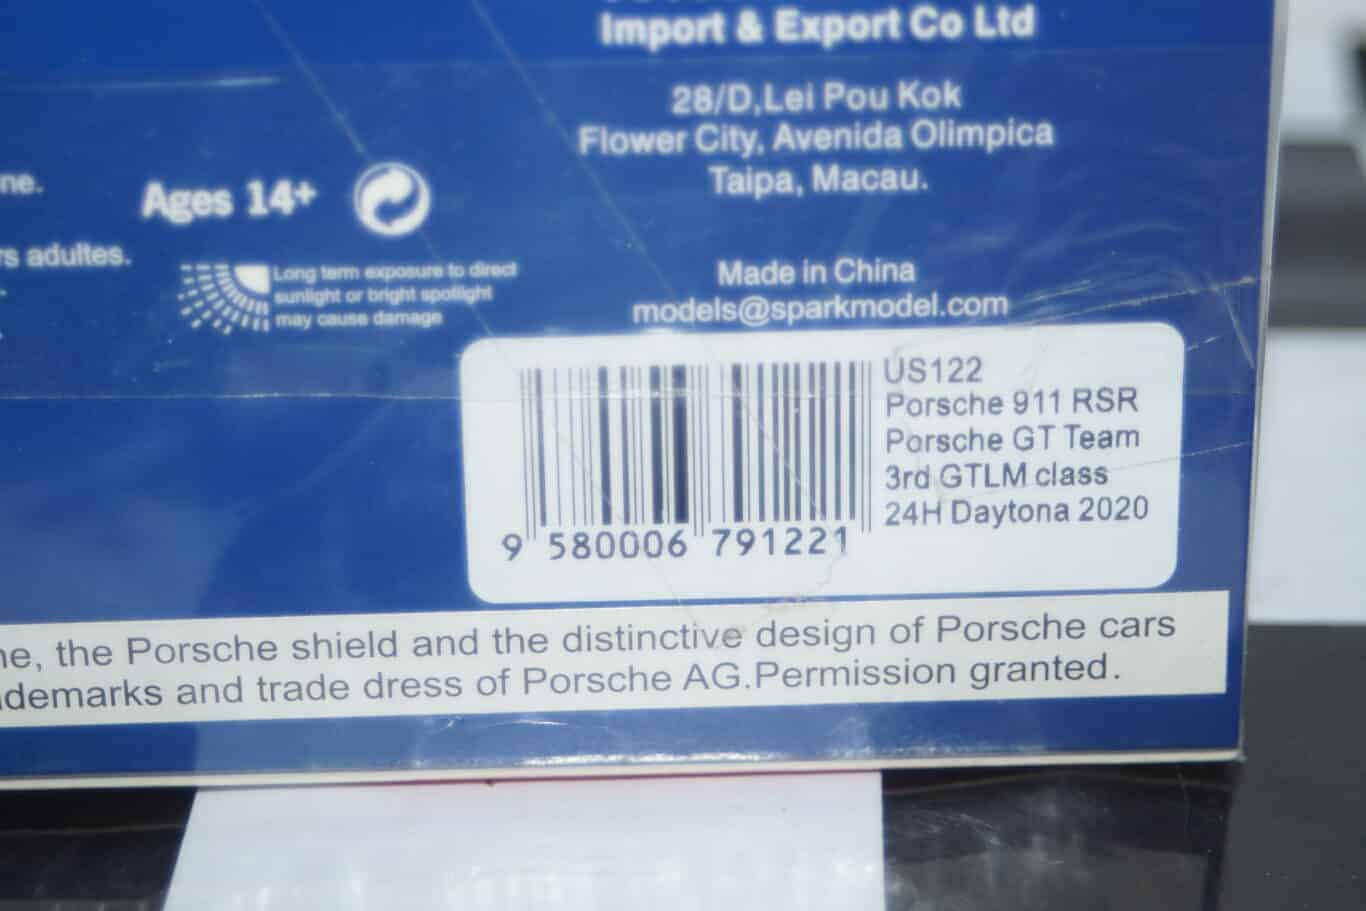 Import & Export Co Ltd
28/D,Lei Pou Kok
Flower City, Avenida Olimpica
Taipa, Macau.
ne.
Ages 14+
rs adultes.
Long term exposure to direct
sunlight or bright spotlight
may cause damage
Made in China
models@sparkmodel.com
US122
Porsche 911 RSR
Porsche GT Team
3rd GTLM class
24H Daytona 2020
9 580006 791221
ne, the Porsche shield and the distinctive design of Porsche cars
demarks and trade dress of Porsche AG.Permission granted.